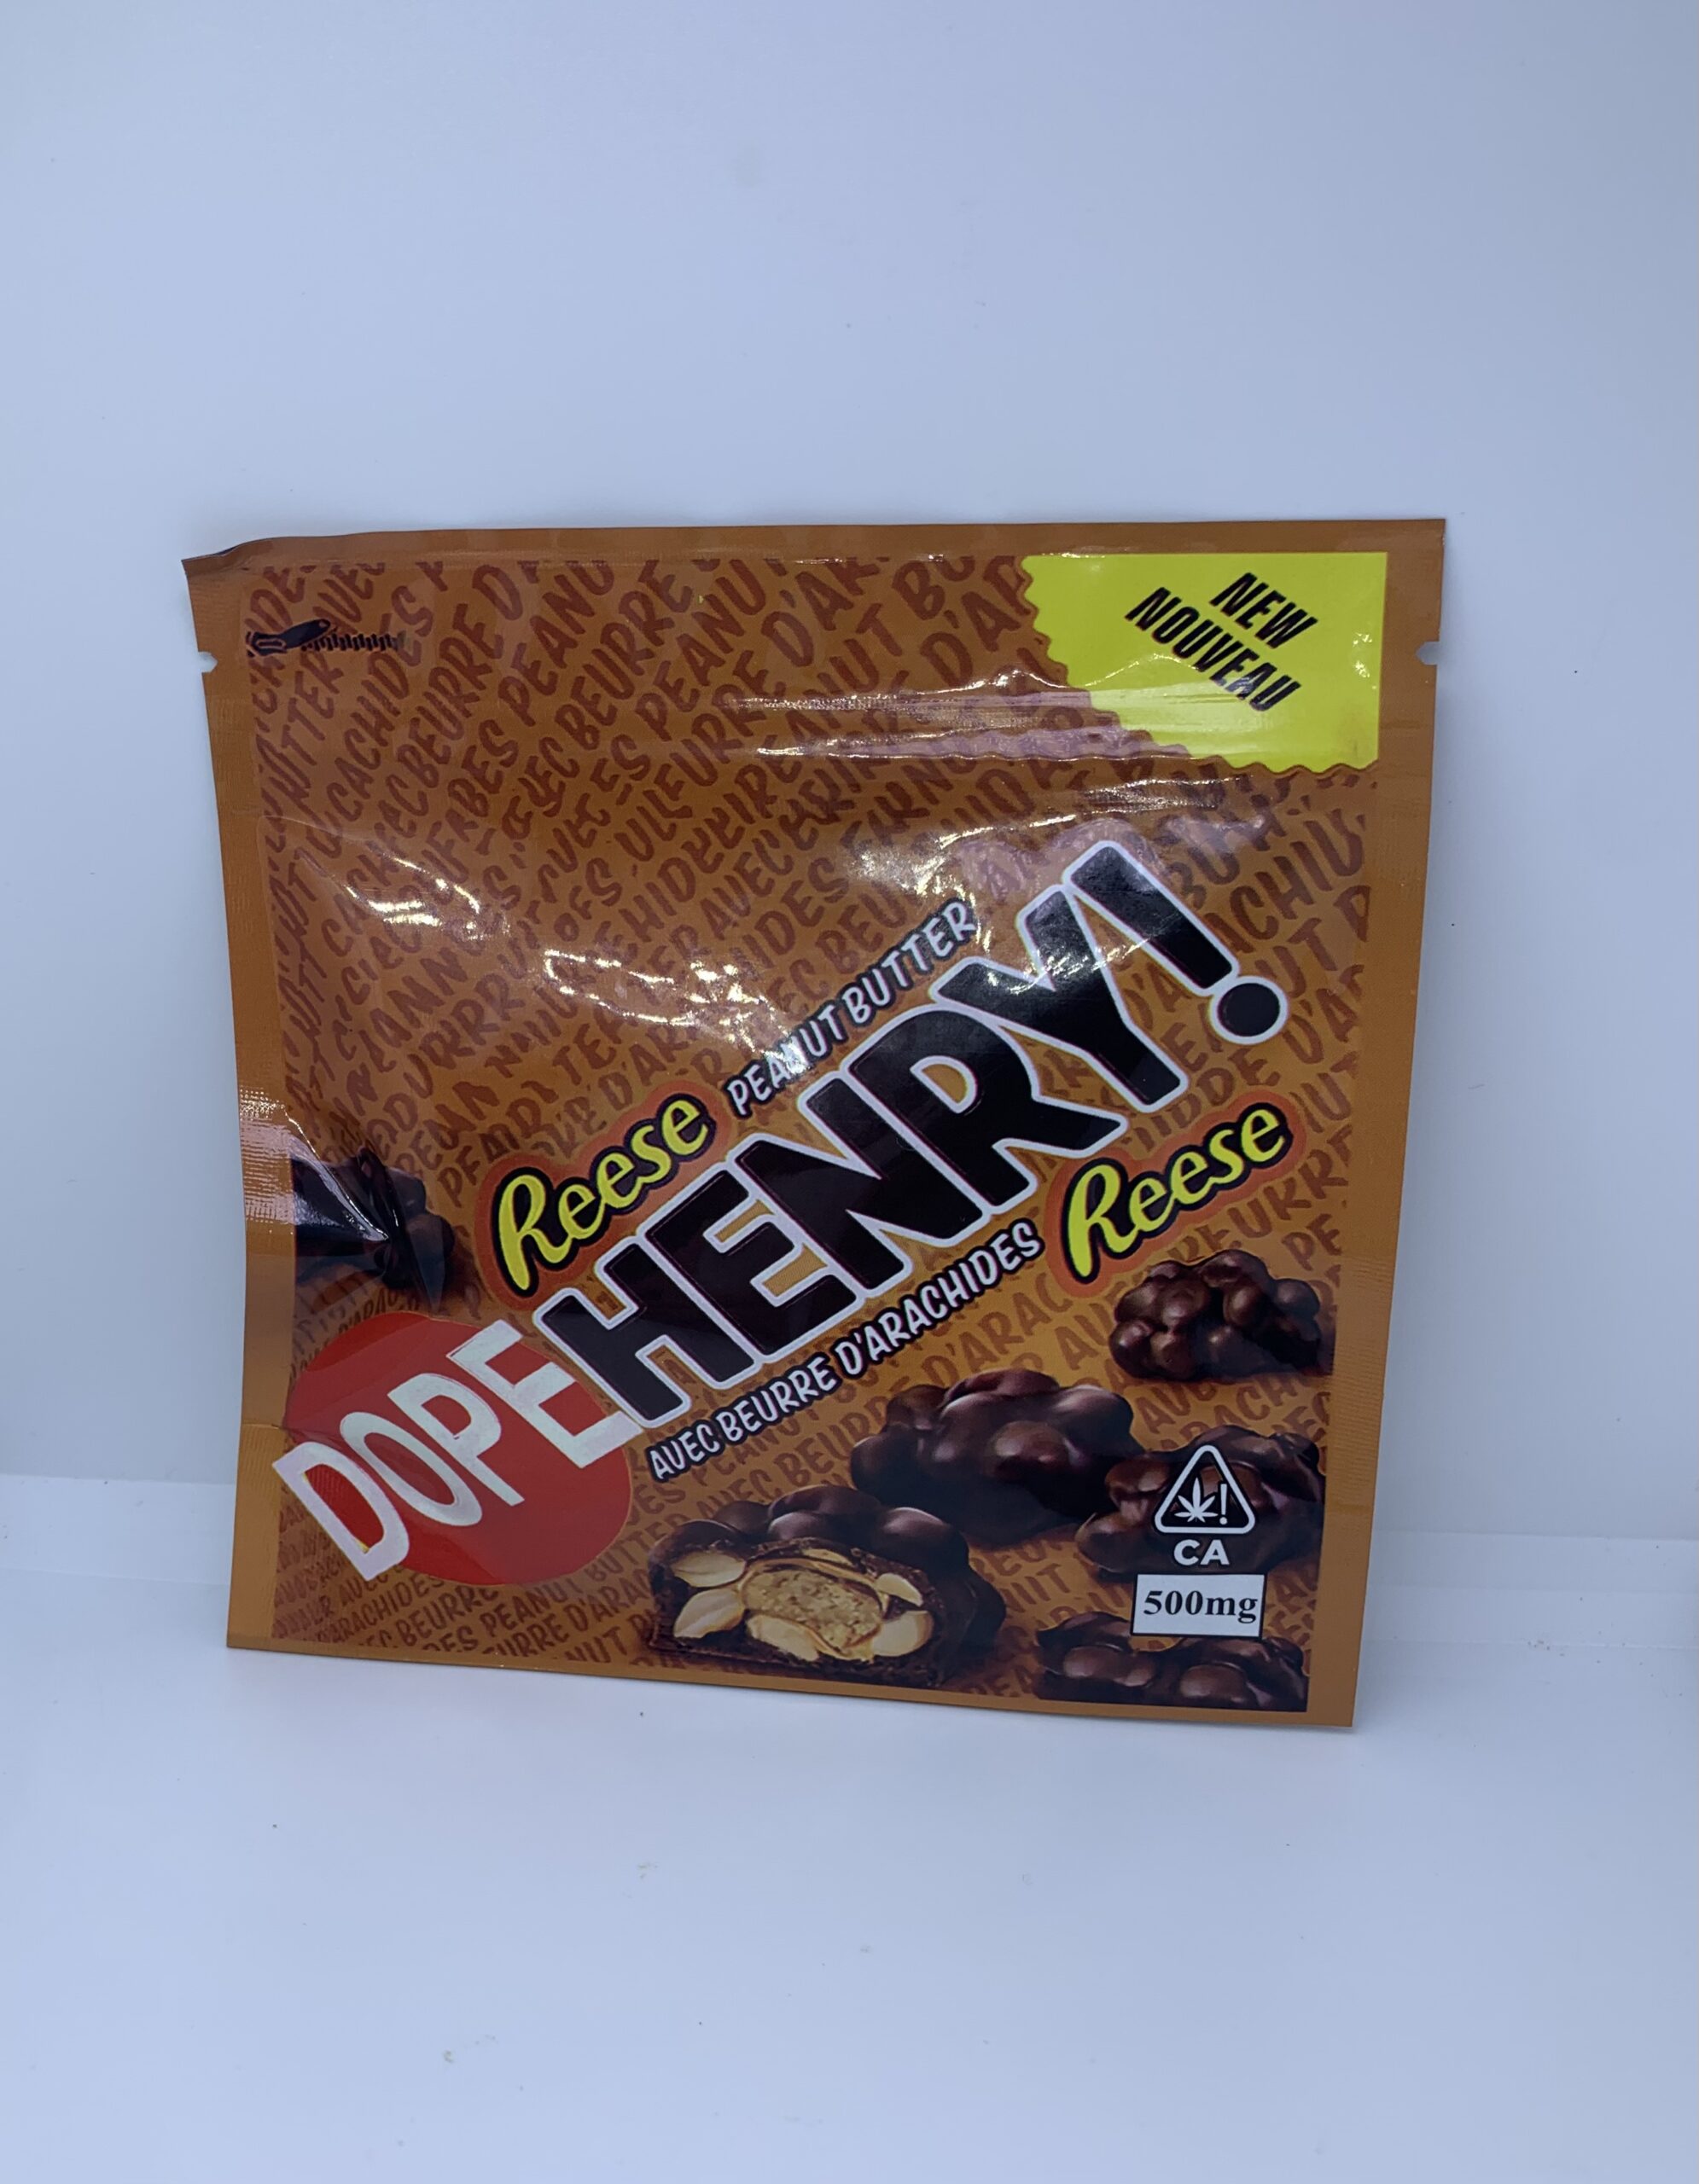 NEW
NOUVEAU
Reese PEANUT BUTTER
DOPE HENRY!
AVEC BEURRE D'ARACHIDES Reese
CA
500mg